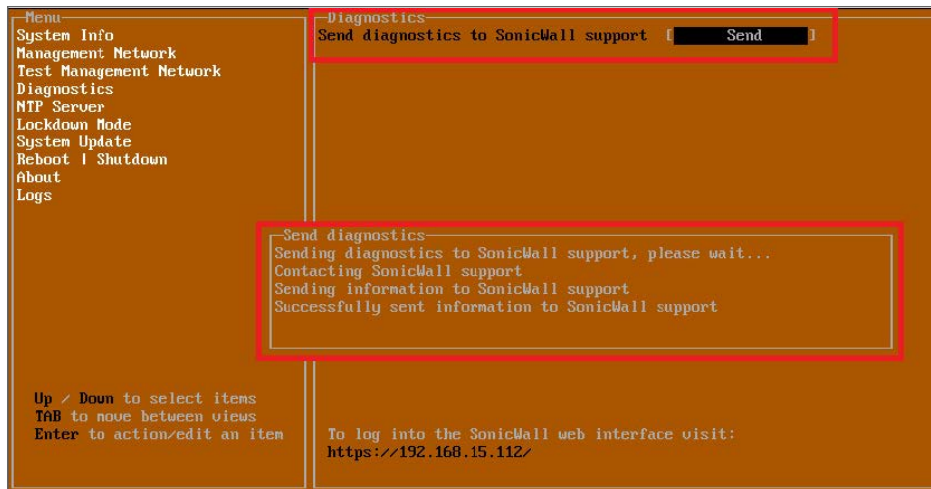 Menu
System Info
Management Network
Test Management Network
Diagnostics
NTP Server
Lockdown Mode
System Update
Reboot | Shutdown
About
Logs
Up / Down to select items
TAB to move between views
Enter to action/edit an item
Diagnostics
Send diagnostics to SonicWall support [ Send ]
Send diagnostics
Sending diagnostics to SonicWall support, please wait...
Contacting SonicWall support
Sending information to SonicWall support
Successfully sent information to SonicWall support
To log into the SonicWall web interface visit:
https://192.168.15.112/